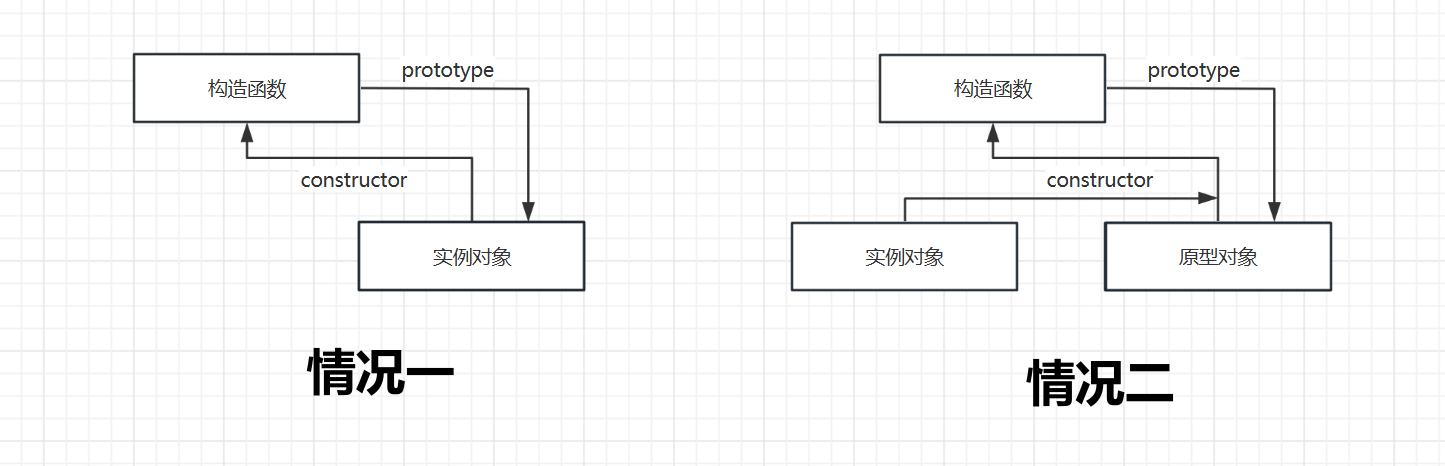 构造函数
prototype
constructor
实例对象
情况一
构造函数
prototype
constructor
实例对象
原型对象
情况二